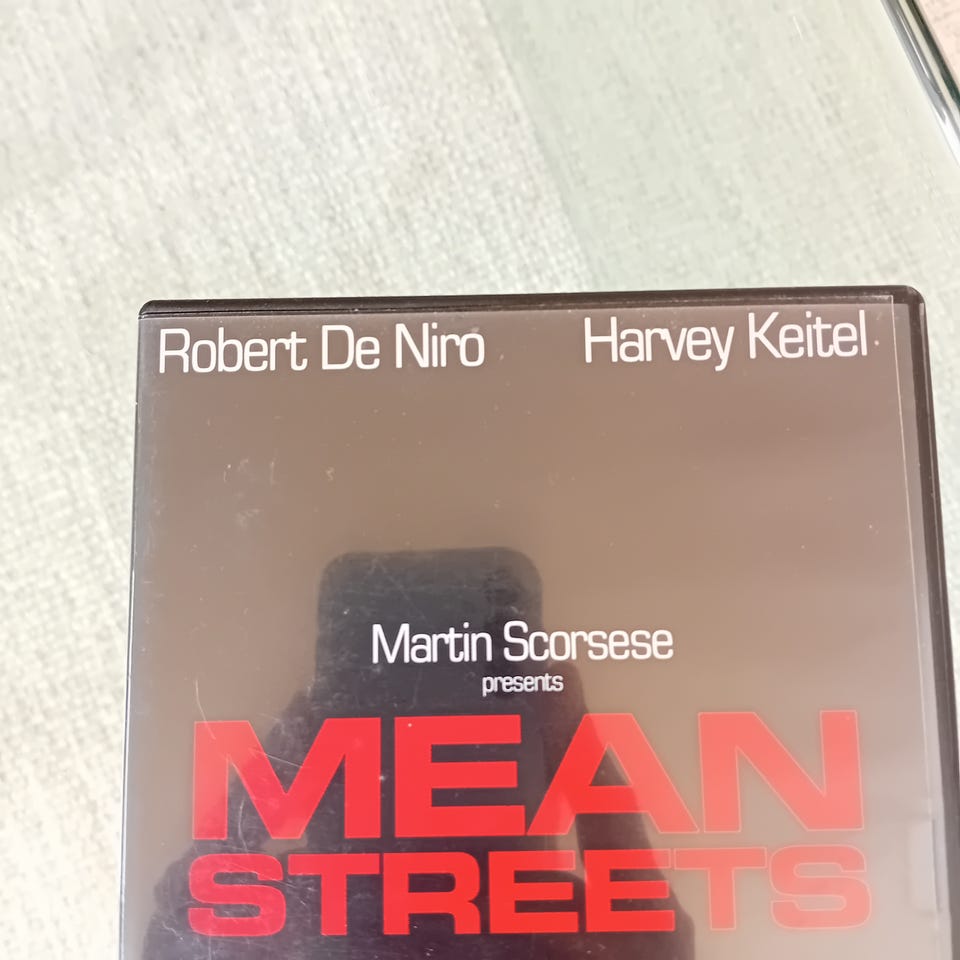 Robert De Niro Harvey Keitel
Martin Scorsese
presents
MEAN
STREETS